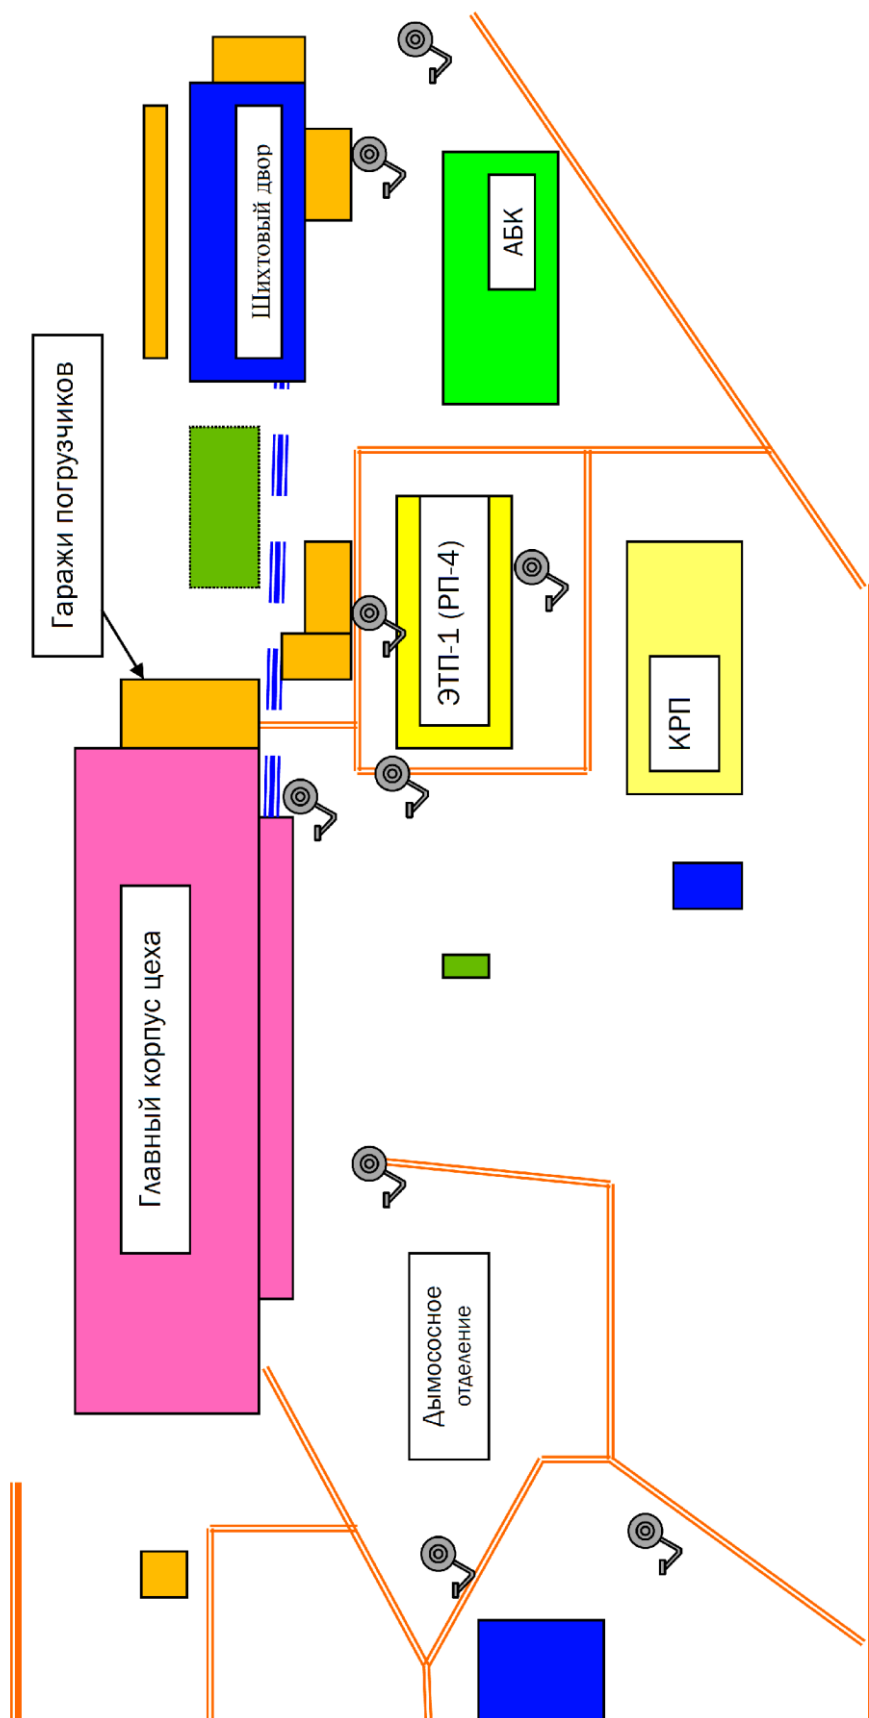 Шихтовый двор
АБК
Гаражи погрузчиков
ЭТП-1 (РП-4)
КРП
Главный корпус цеха
Дымососное
отделение